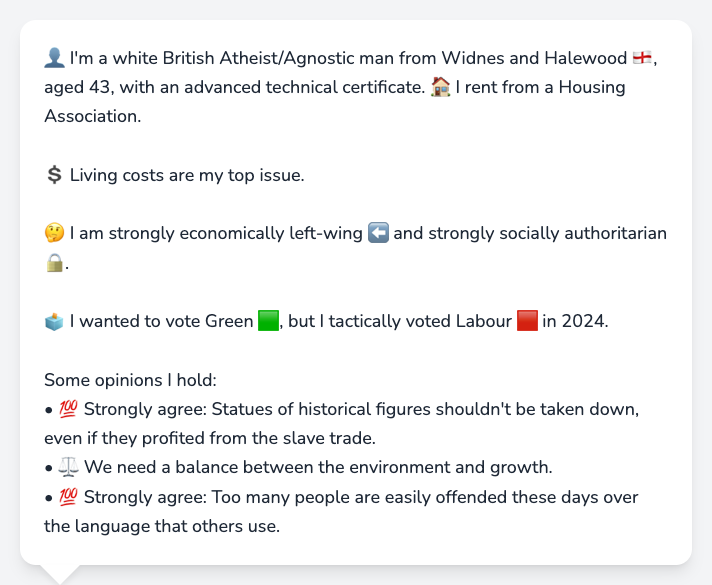 👤 I'm a white British Atheist/Agnostic man from Widnes and Halewood 🏴󠁧󠁢󠁥󠁮󠁧󠁿,
aged 43, with an advanced technical certificate. 🏠 I rent from a Housing
Association.
💲 Living costs are my top issue.
🤔 I am strongly economically left-wing ⬅️ and strongly socially authoritarian
🔒.
🗳️ I wanted to vote Green 🟩, but I tactically voted Labour 🟥 in 2024.
Some opinions I hold:
• 💯 Strongly agree: Statues of historical figures shouldn't be taken down,
even if they profited from the slave trade.
• ⚖️ We need a balance between the environment and growth.
• 💯 Strongly agree: Too many people are easily offended these days over
the language that others use.